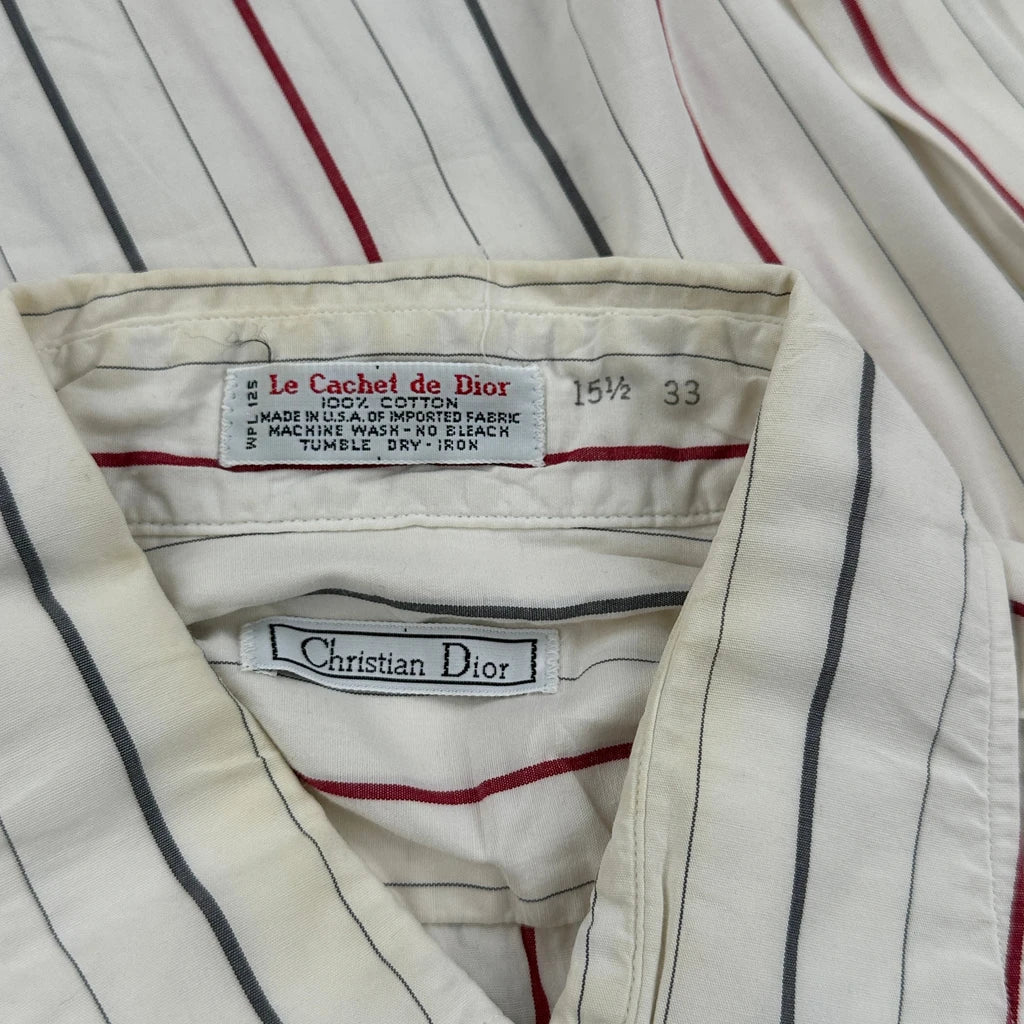 Le Cachet de Dior
100% COTTON
MADE IN U.S.A. OF IMPORTED FABRIC
MACHINE WASH - NO BLEACH
TUMBLE DRY - IRON
WPL 125
15½ 33
Christian Dior